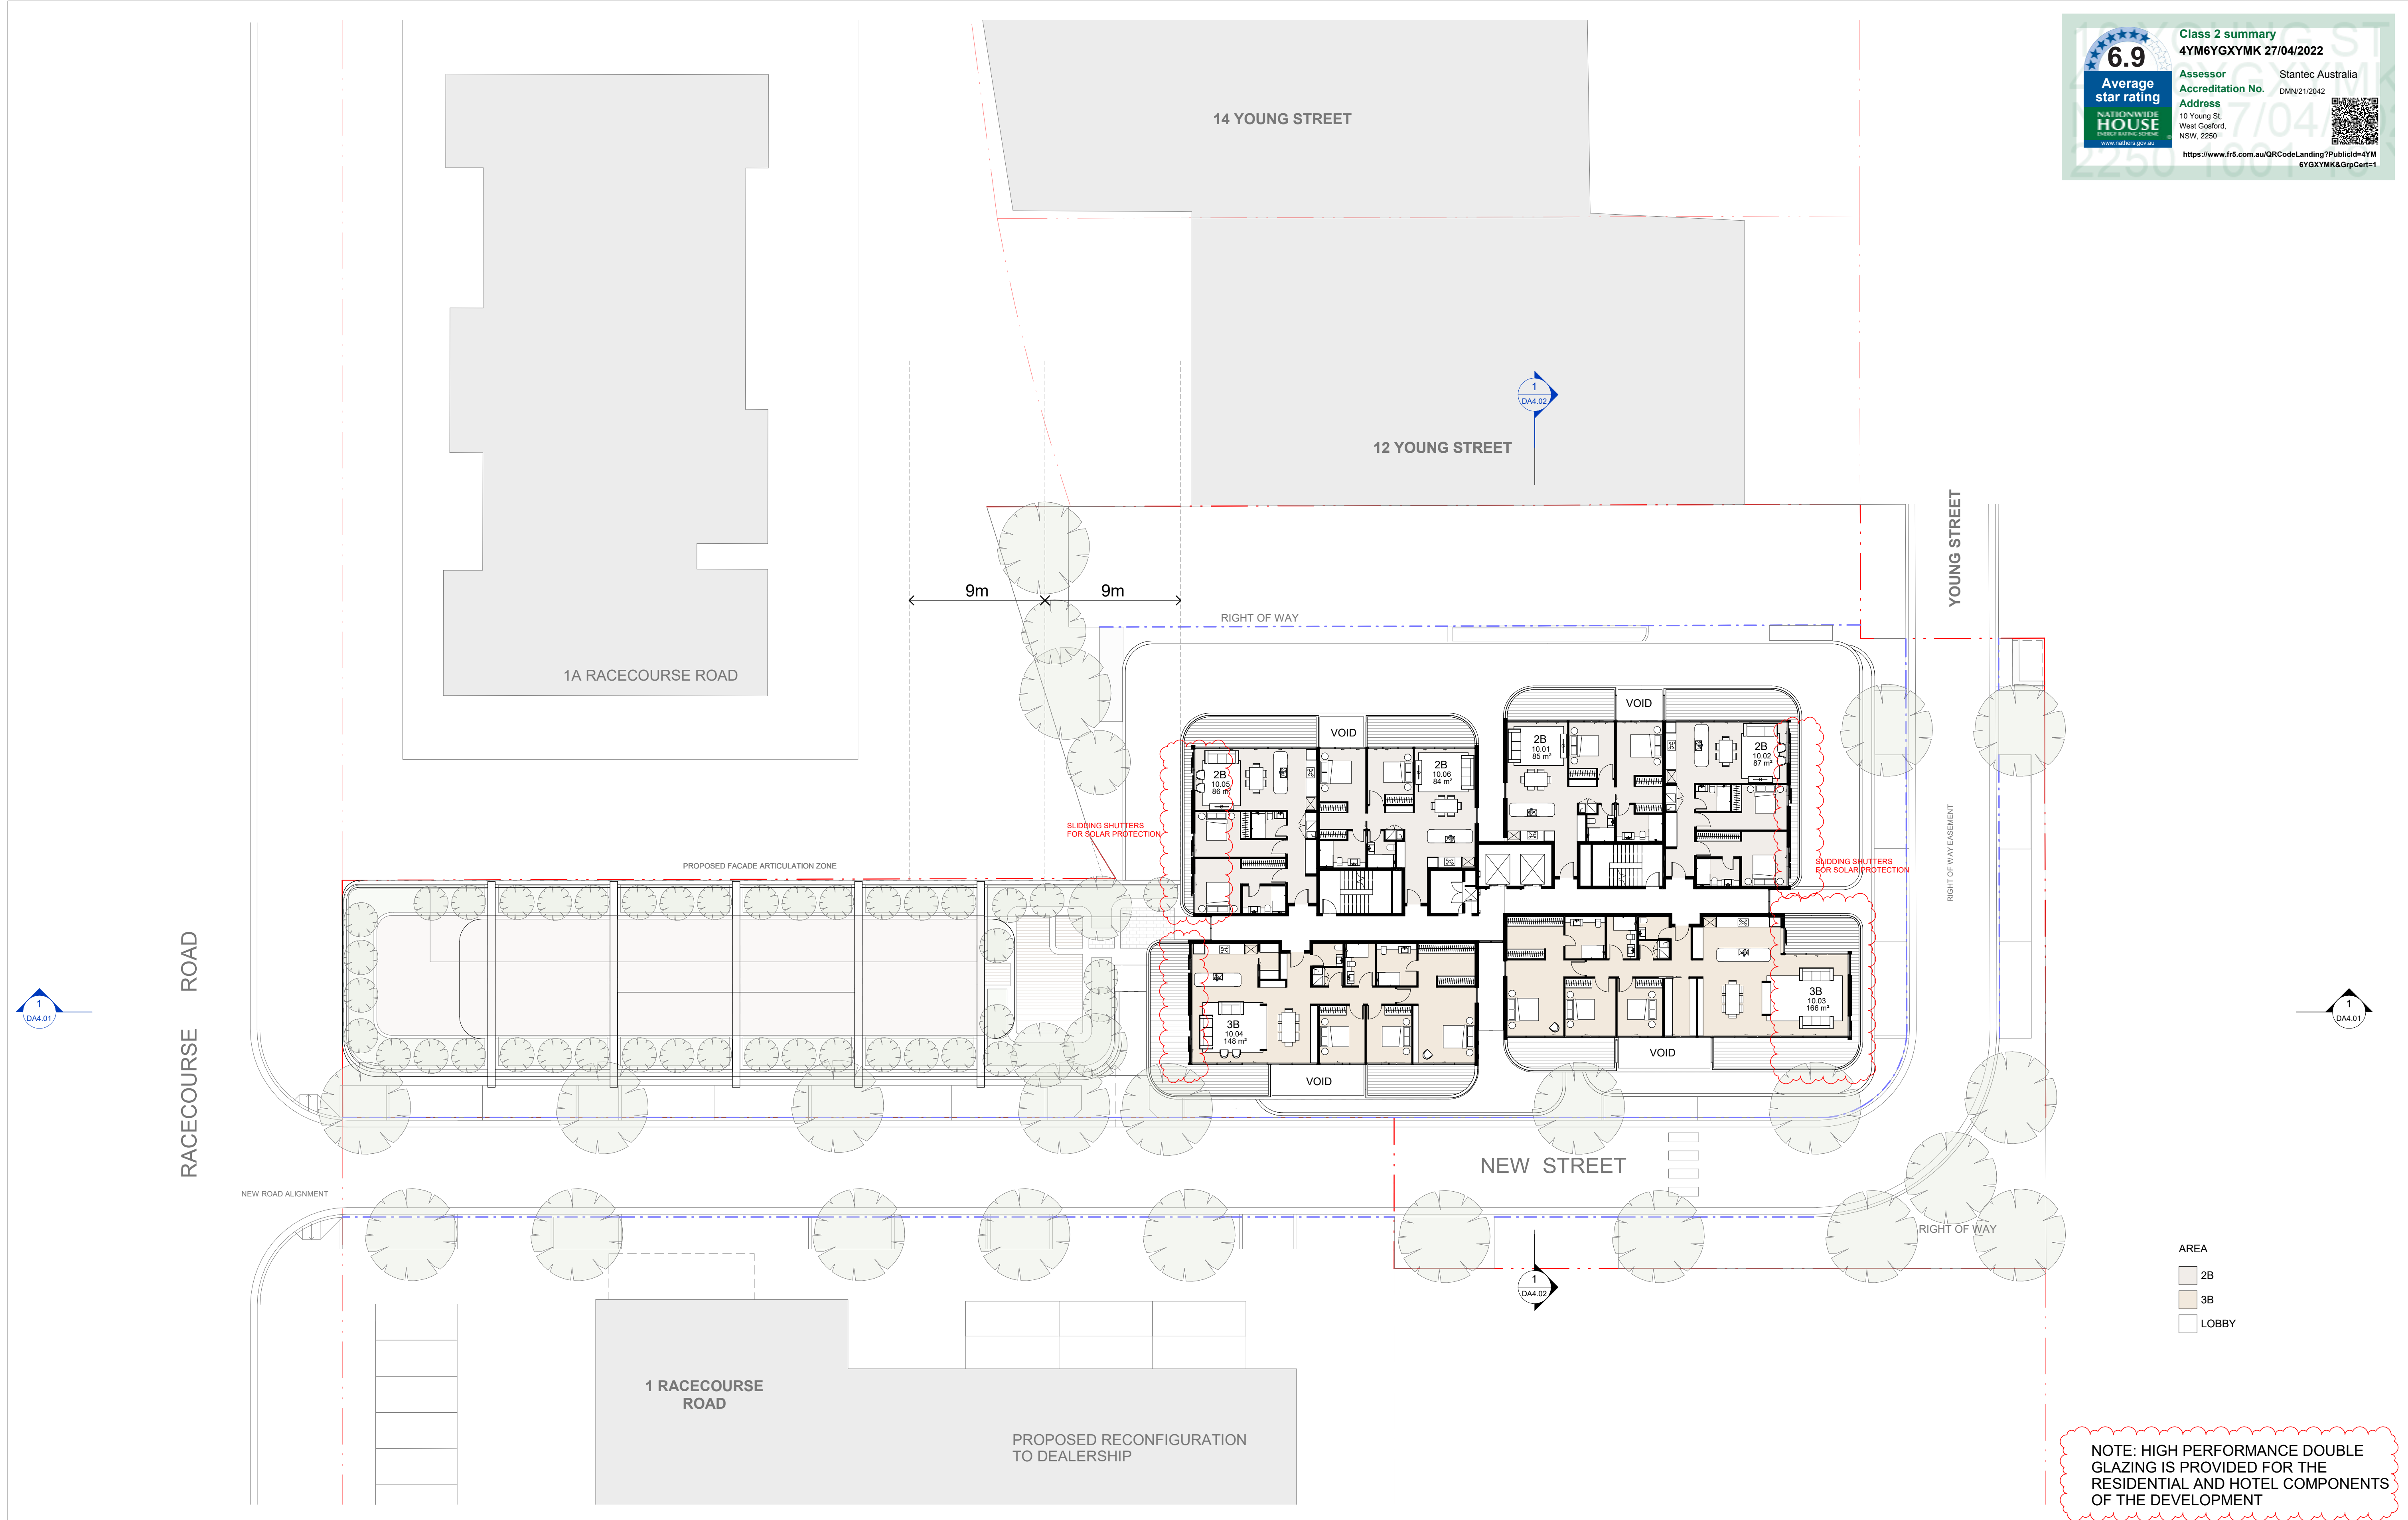 6.9
Average
star rating
NATIONWIDE
HOUSE
ENERGY RATING SCHEME
www.nathers.gov.au
Class 2 summary
4YM6YGXYMK 27/04/2022
Assessor Stantec Australia
Accreditation No. DMN/21/2042
Address
10 Young St,
West Gosford,
NSW, 2250
https://www.fr5.com.au/QRCodeLanding?PublicId=4YM
6YGXYMK&GrpCert=1
14 YOUNG STREET
1
DA4.02
12 YOUNG STREET
YOUNG STREET
9m 9m
RIGHT OF WAY
1A RACECOURSE ROAD
VOID
VOID
2B
10.01
85 m²
2B
10.02
87 m²
2B
10.05
86 m²
2B
10.06
84 m²
SLIDDING SHUTTERS
FOR SOLAR PROTECTION
PROPOSED FACADE ARTICULATION ZONE
SLIDDING SHUTTERS
FOR SOLAR PROTECTION
RIGHT OF WAY EASEMENT
RACECOURSE ROAD
1
DA4.01
3B
10.03
166 m²
1
DA4.01
3B
10.04
148 m²
VOID
VOID
NEW STREET
NEW ROAD ALIGNMENT
RIGHT OF WAY
1
DA4.02
AREA
2B
3B
LOBBY
1 RACECOURSE
ROAD
PROPOSED RECONFIGURATION
TO DEALERSHIP
NOTE: HIGH PERFORMANCE DOUBLE
GLAZING IS PROVIDED FOR THE
RESIDENTIAL AND HOTEL COMPONENTS
OF THE DEVELOPMENT